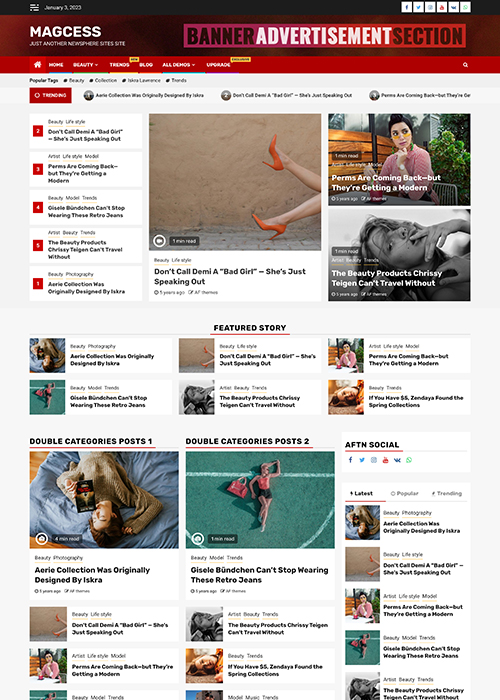 January 3, 2023
MAGCESS
JUST ANOTHER NEWSPHERE SITES SITE
BANNERADVERTISEMENTSECTION
HOME BEAUTY TRENDS BLOG ALL DEMOS UPGRADE
Popular Tags # Beauty # Collection # Iskra Lawrence # Trends
TRENDING 1 Aerie Collection Was Originally Designed By Iskra 2 Don't Call Demi A "Bad Girl" — She's Just Speaking Out 3 Perms Are Coming Back—but They're Ge
Beauty Life style
2 Don't Call Demi A "Bad Girl"
— She's Just Speaking Out
Artist Life style Model
3 Perms Are Coming Back—
but They're Getting a
Modern
Beauty Model Trends
4 Gisele Bündchen Can't Stop
Wearing These Retro Jeans
Artist Beauty Trends
5 The Beauty Products
Chrissy Teigen Can't Travel
Without
Beauty Photography
1 Aerie Collection Was
Originally Designed By Iskra
1 min read
Beauty Life style
Don't Call Demi A "Bad Girl" — She's Just
Speaking Out
5 years ago AF themes
1 min read
Artist Life style Model
Perms Are Coming Back—but
They're Getting a Modern
5 years ago AF themes
1 min read
Artist Beauty Trends
The Beauty Products Chrissy
Teigen Can't Travel Without
5 years ago AF themes
FEATURED STORY
Beauty Photography
Aerie Collection Was Originally
Designed By Iskra
Beauty Life style
Don't Call Demi A "Bad Girl" — She's
Just Speaking Out
Artist Life style Model
Perms Are Coming Back—but
They're Getting a Modern
Beauty Model Trends
Gisele Bündchen Can't Stop
Wearing These Retro Jeans
Artist Beauty Trends
The Beauty Products Chrissy
Teigen Can't Travel Without
Beauty Trends
If You Have $5, Zendaya Found the
Spring Collections
DOUBLE CATEGORIES POSTS 1
4 min read
Beauty Photography
Aerie Collection Was Originally
Designed By Iskra
5 years ago AF themes
Beauty Life style
Don't Call Demi A "Bad Girl" —
She's Just Speaking Out
Artist Life style Model
Perms Are Coming Back—but
They're Getting a Modern
Beauty Model Trends
DOUBLE CATEGORIES POSTS 2
1 min read
Beauty Model Trends
Gisele Bündchen Can't Stop Wearing
These Retro Jeans
5 years ago AF themes
Artist Beauty Trends
The Beauty Products Chrissy
Teigen Can't Travel Without
Beauty Trends
If You Have $5, Zendaya Found
the Spring Collections
Model Music Trends
AFTN SOCIAL
Latest Popular Trending
Beauty Photography
Aerie Collection Was
Originally Designed By Iskra
Beauty Life style
Don't Call Demi A "Bad Girl" —
She's Just Speaking Out
Artist Life style Model
Perms Are Coming Back—but
They're Getting a Modern
Beauty Model Trends
Gisele Bündchen Can't Stop
Wearing These Retro Jeans
Artist Beauty Trends
The Beauty Products Chrissy
Teigen Can't Travel Without